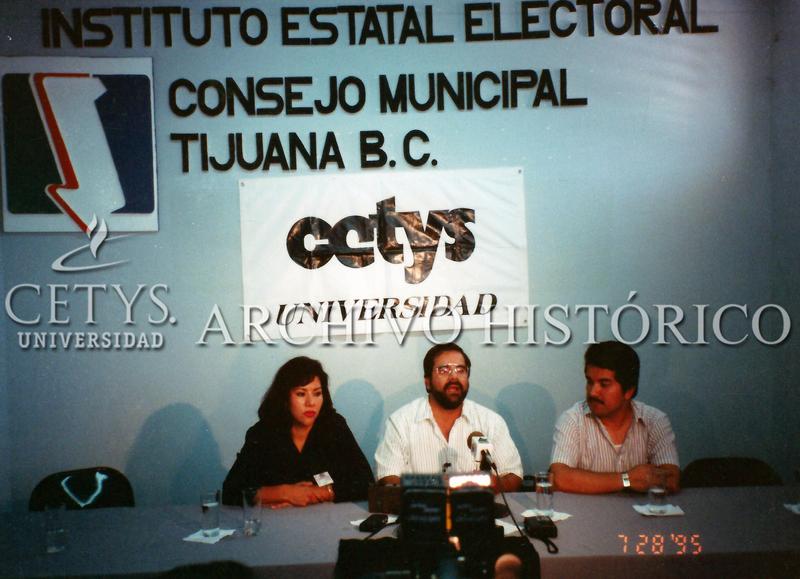 INSTITUTO ESTATAL ELECTORAL
CONSEJO MUNICIPAL
TIJUANA B.C.
cetys
UNIVERSIDAD
CETYS.
UNIVERSIDAD
ARCHIVO HISTÓRICO
7 28 '95